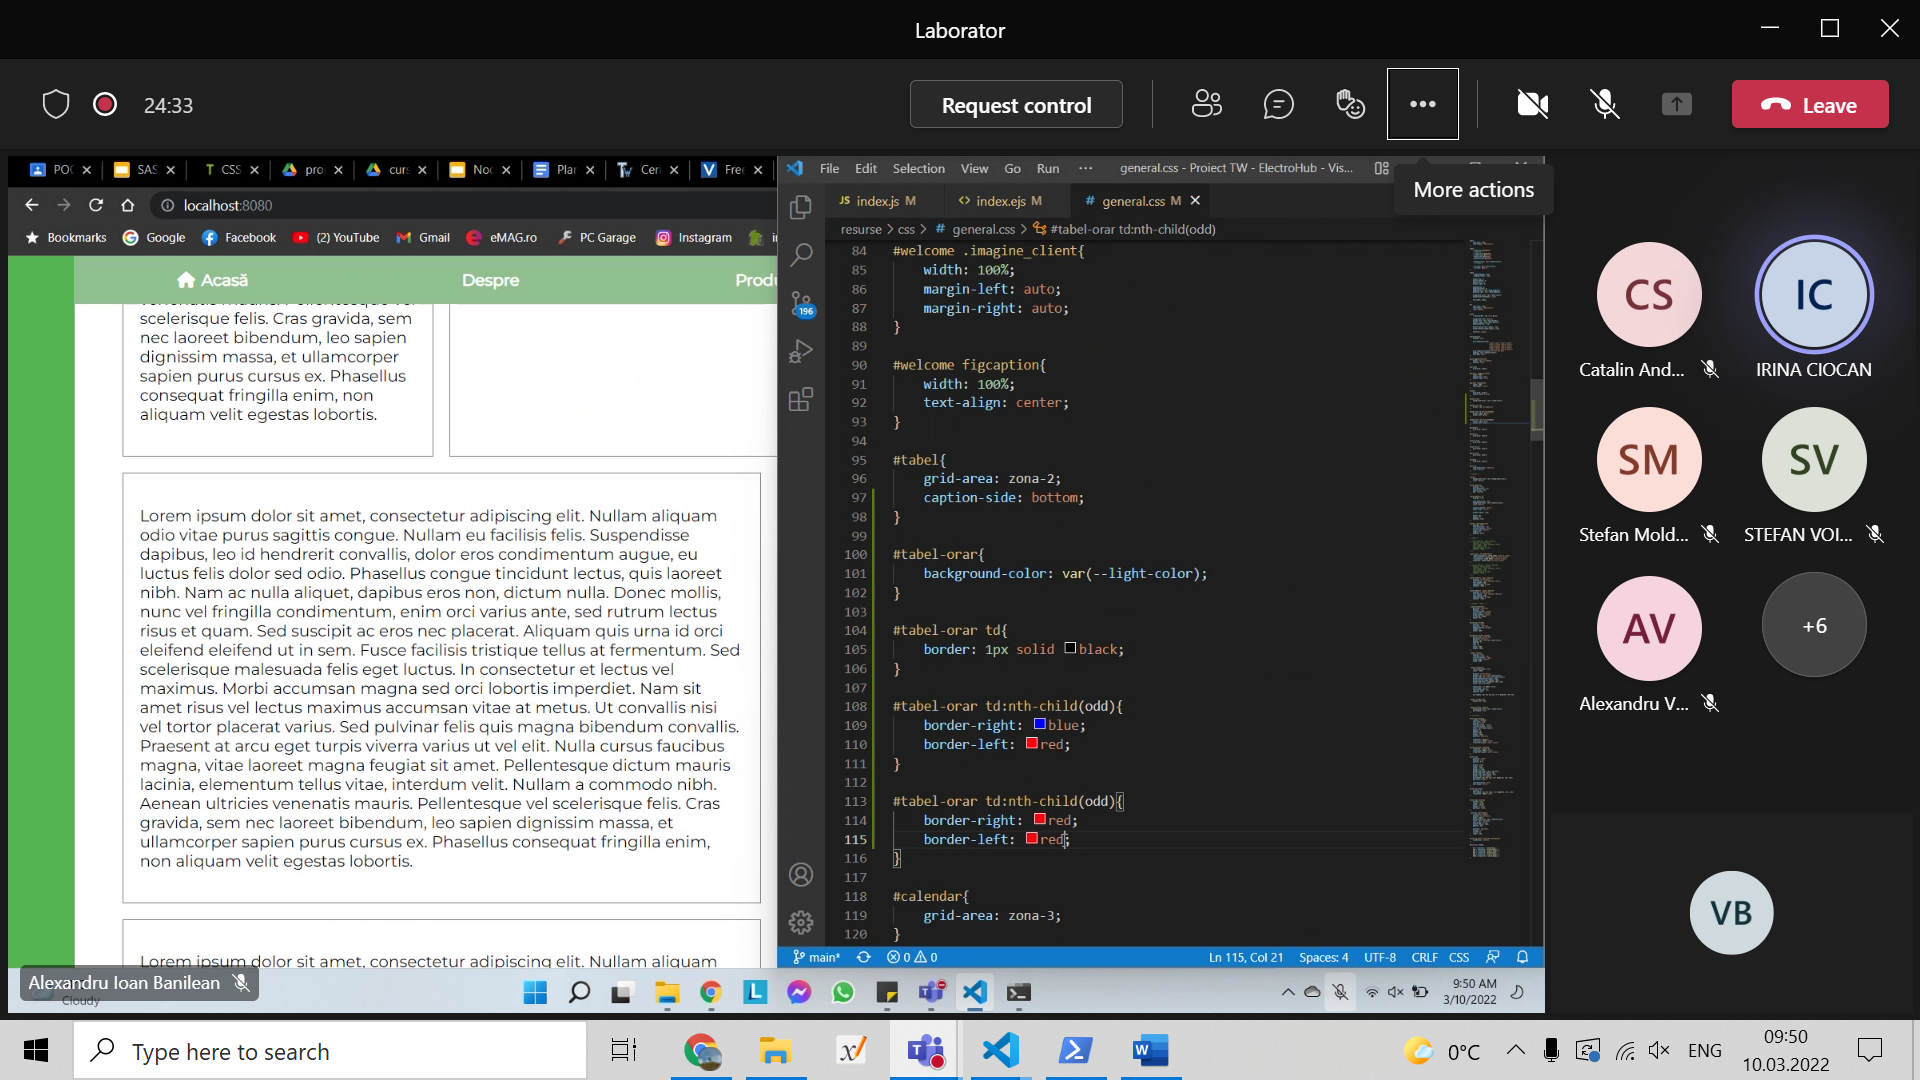 Laborator
24:33
Request control
Leave
More actions
POC
SAS
CSS
pro
curs
Noc
Plar
Ceri
Free
localhost:8080
Bookmarks
Google
Facebook
(2) YouTube
Gmail
eMAG.ro
PC Garage
Instagram
Acasă
Despre
Produ
scelerisque felis. Cras gravida, sem
nec laoreet bibendum, leo sapien
dignissim massa, et ullamcorper
sapien purus cursus ex. Phasellus
consequat fringilla enim, non
aliquam velit egestas lobortis.
Lorem ipsum dolor sit amet, consectetur adipiscing elit. Nullam aliquam
odio vitae purus sagittis congue. Nullam eu facilisis felis. Suspendisse
dapibus, leo id hendrerit convallis, dolor eros condimentum augue, eu
luctus felis dolor sed odio. Phasellus congue tincidunt lectus, quis laoreet
nibh. Nam ac nulla aliquet, dapibus eros non, dictum nulla. Donec mollis,
nunc vel fringilla condimentum, enim orci varius ante, sed rutrum lectus
risus et quam. Sed suscipit ac eros nec placerat. Aliquam quis urna id orci
eleifend eleifend ut in sem. Fusce facilisis tristique tellus at fermentum. Sed
scelerisque malesuada felis eget luctus. In consectetur et lectus vel
maximus. Morbi accumsan magna sed orci lobortis imperdiet. Nam sit
amet risus vel lectus maximus accumsan vitae at metus. Ut convallis nisi
vel tortor placerat varius. Sed pulvinar felis quis magna bibendum convallis.
Praesent at arcu eget turpis viverra varius ut vel elit. Nulla cursus faucibus
magna, vitae laoreet magna feugiat sit amet. Pellentesque dictum mauris
lacinia, elementum tellus vitae, interdum velit. Nullam a commodo nibh.
Aenean ultricies venenatis mauris. Pellentesque vel scelerisque felis. Cras
gravida, sem nec laoreet bibendum, leo sapien dignissim massa, et
ullamcorper sapien purus cursus ex. Phasellus consequat fringilla enim,
non aliquam velit egestas lobortis.
Lorem ipsum dolor sit amet, consectetur adipiscing elit. Nullam aliquam
Alexandru Ioan Banilean
Cloudy
File Edit Selection View Go Run ··· general.css - Proiect TW - ElectroHub - Vis...
JS index.js M
<> index.ejs M
# general.css M
resurse > css > # general.css > #tabel-orar td:nth-child(odd)
196
84 #welcome .imagine_client{
85 width: 100%;
86 margin-left: auto;
87 margin-right: auto;
88 }
89
90 #welcome figcaption{
91 width: 100%;
92 text-align: center;
93 }
94
95 #tabel{
96 grid-area: zona-2;
97 caption-side: bottom;
98 }
99
100 #tabel-orar{
101 background-color: var(--light-color);
102 }
103
104 #tabel-orar td{
105 border: 1px solid black;
106 }
107
108 #tabel-orar td:nth-child(odd){
109 border-right: blue;
110 border-left: red;
111 }
112
113 #tabel-orar td:nth-child(odd){
114 border-right: red;
115 border-left: red;
116 }
117
118 #calendar{
119 grid-area: zona-3;
120 }
main*
0 0
Ln 115, Col 21
Spaces: 4
UTF-8
CRLF
CSS
9:50 AM
3/10/2022
CS
Catalin And...
IC
IRINA CIOCAN
SM
Stefan Mold...
SV
STEFAN VOI...
AV
Alexandru V...
+6
VB
Type here to search
0°C
ENG
09:50
10.03.2022